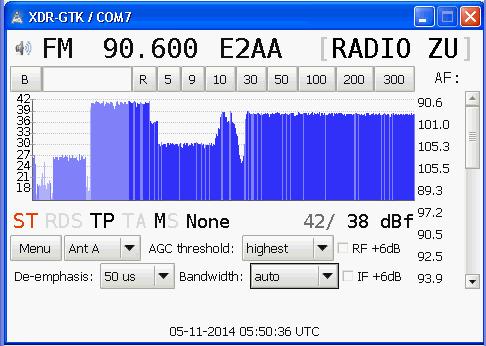 XDR-GTK / COM7
FM 90.600 E2AA [RADIO ZU]
B R 5 9 10 30 50 100 200 300 AF:
42
39
36
33
30
27
24
21
18
90.6
101.0
103.3
105.5
89.3
97.2
90.5
92.5
93.9
ST RDS TP TA MS None 42/ 38 dBf
Menu Ant A AGC threshold: highest RF +6dB
De-emphasis: 50 us Bandwidth: auto IF +6dB
05-11-2014 05:50:36 UTC